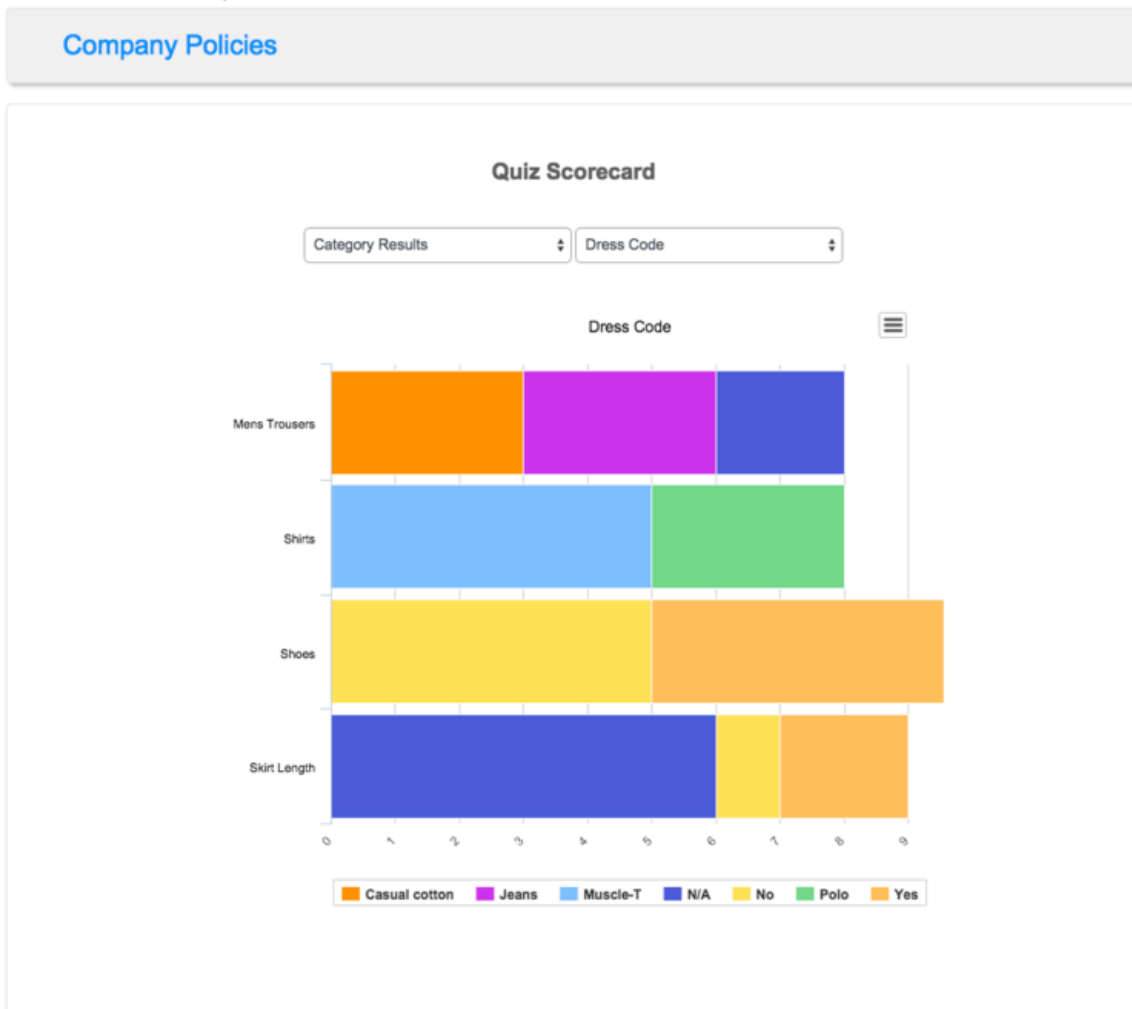 Company Policies
Quiz Scorecard
Category Results Dress Code
Dress Code
Mens Trousers
Shirts
Shoes
Skirt Length
0 1 2 3 4 5 6 7 8 9
Casual cotton Jeans Muscle-T N/A No Polo Yes